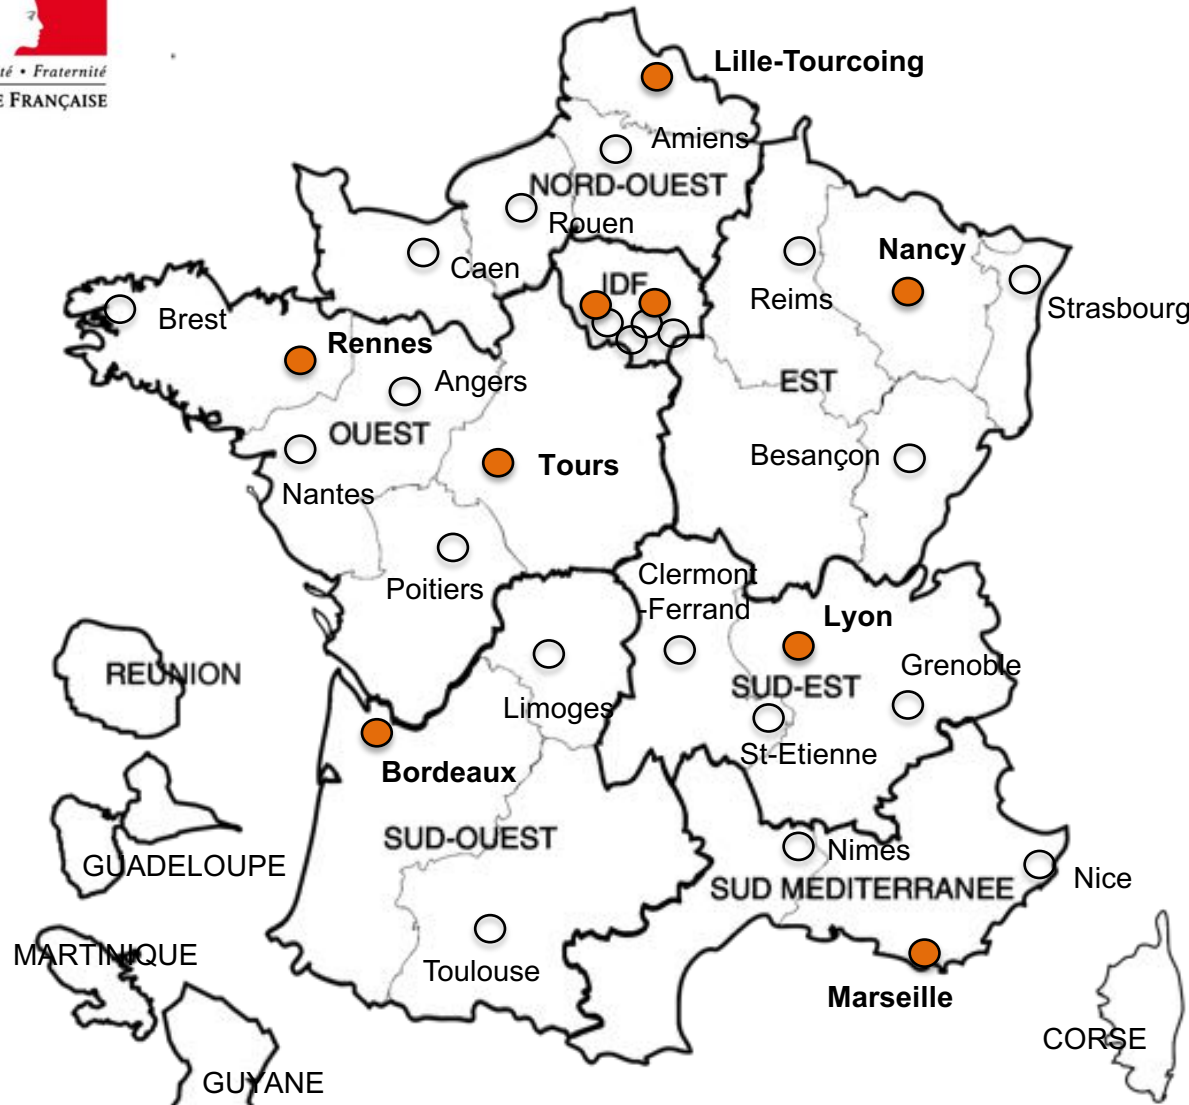 té • Fraternité
E FRANÇAISE
Lille-Tourcoing
Amiens
NORD-OUEST
Rouen
Caen
IDF
Nancy
Reims
Strasbourg
Brest
Rennes
Angers
EST
OUEST
Besançon
Tours
Nantes
Clermont
-Ferrand
Poitiers
Lyon
REUNION
Grenoble
SUD-EST
Limoges
St-Etienne
Bordeaux
SUD-OUEST
Nimes
GUADELOUPE
SUD MEDITERRANEE
Nice
MARTINIQUE
Toulouse
Marseille
CORSE
GUYANE